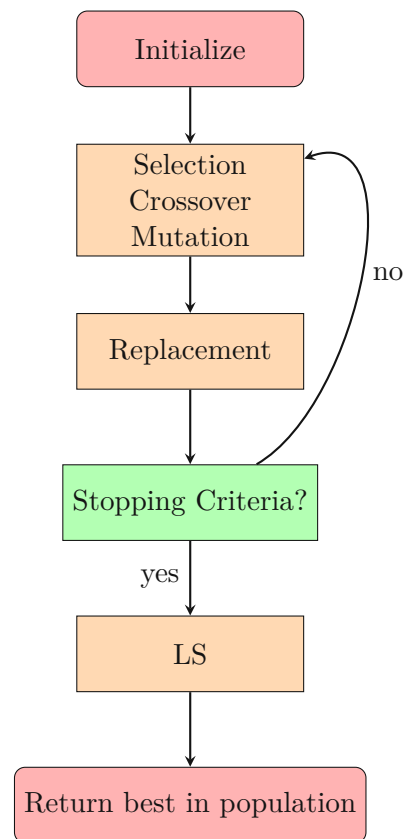 Initialize
Selection
Crossover
Mutation
no
Replacement
Stopping Criteria?
yes
LS
Return best in population